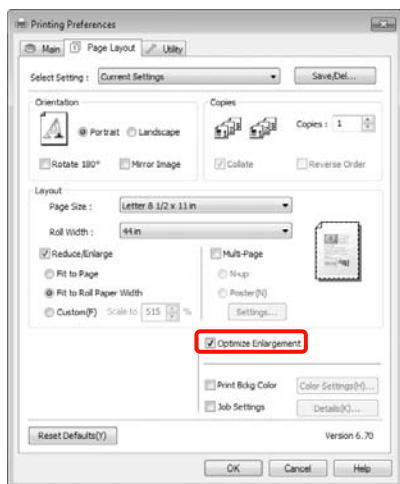 Printing Preferences
Main Page Layout Utility
Select Setting : Current Settings Save/Del...
Orientation
Portrait Landscape
Rotate 180° Mirror Image
Copies
Copies : 1
Collate Reverse Order
Layout
Page Size : Letter 8 1/2 x 11 in
Roll Width : 44 in
Reduce/Enlarge
Fit to Page
Fit to Roll Paper Width
Custom(F) Scale to 515 %
Multi-Page
N-up
Poster(N)
Settings...
Optimize Enlargement
Print Bckg Color Color Settings(H)...
Job Settings Details(K)...
Reset Defaults(Y) Version 6.70
OK Cancel Help